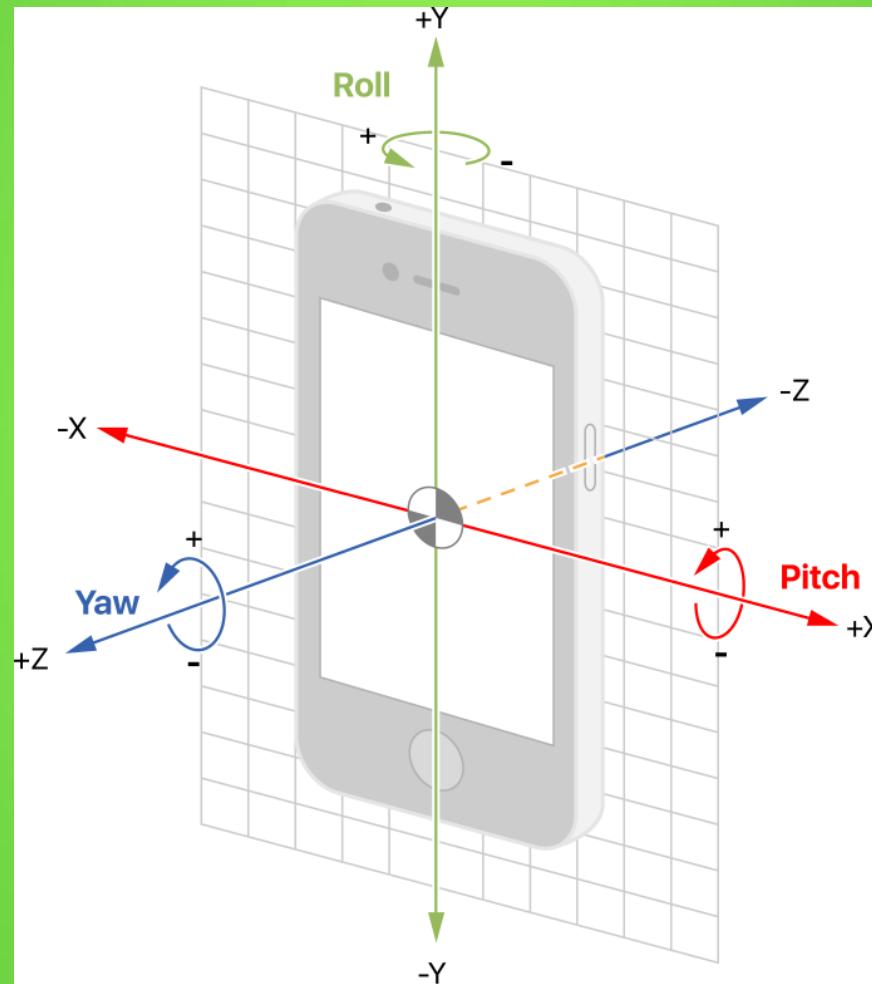 +Y
Roll
+
-
-Z
-X
+
+
Yaw
Pitch
+Z
-
-
+X
-Y